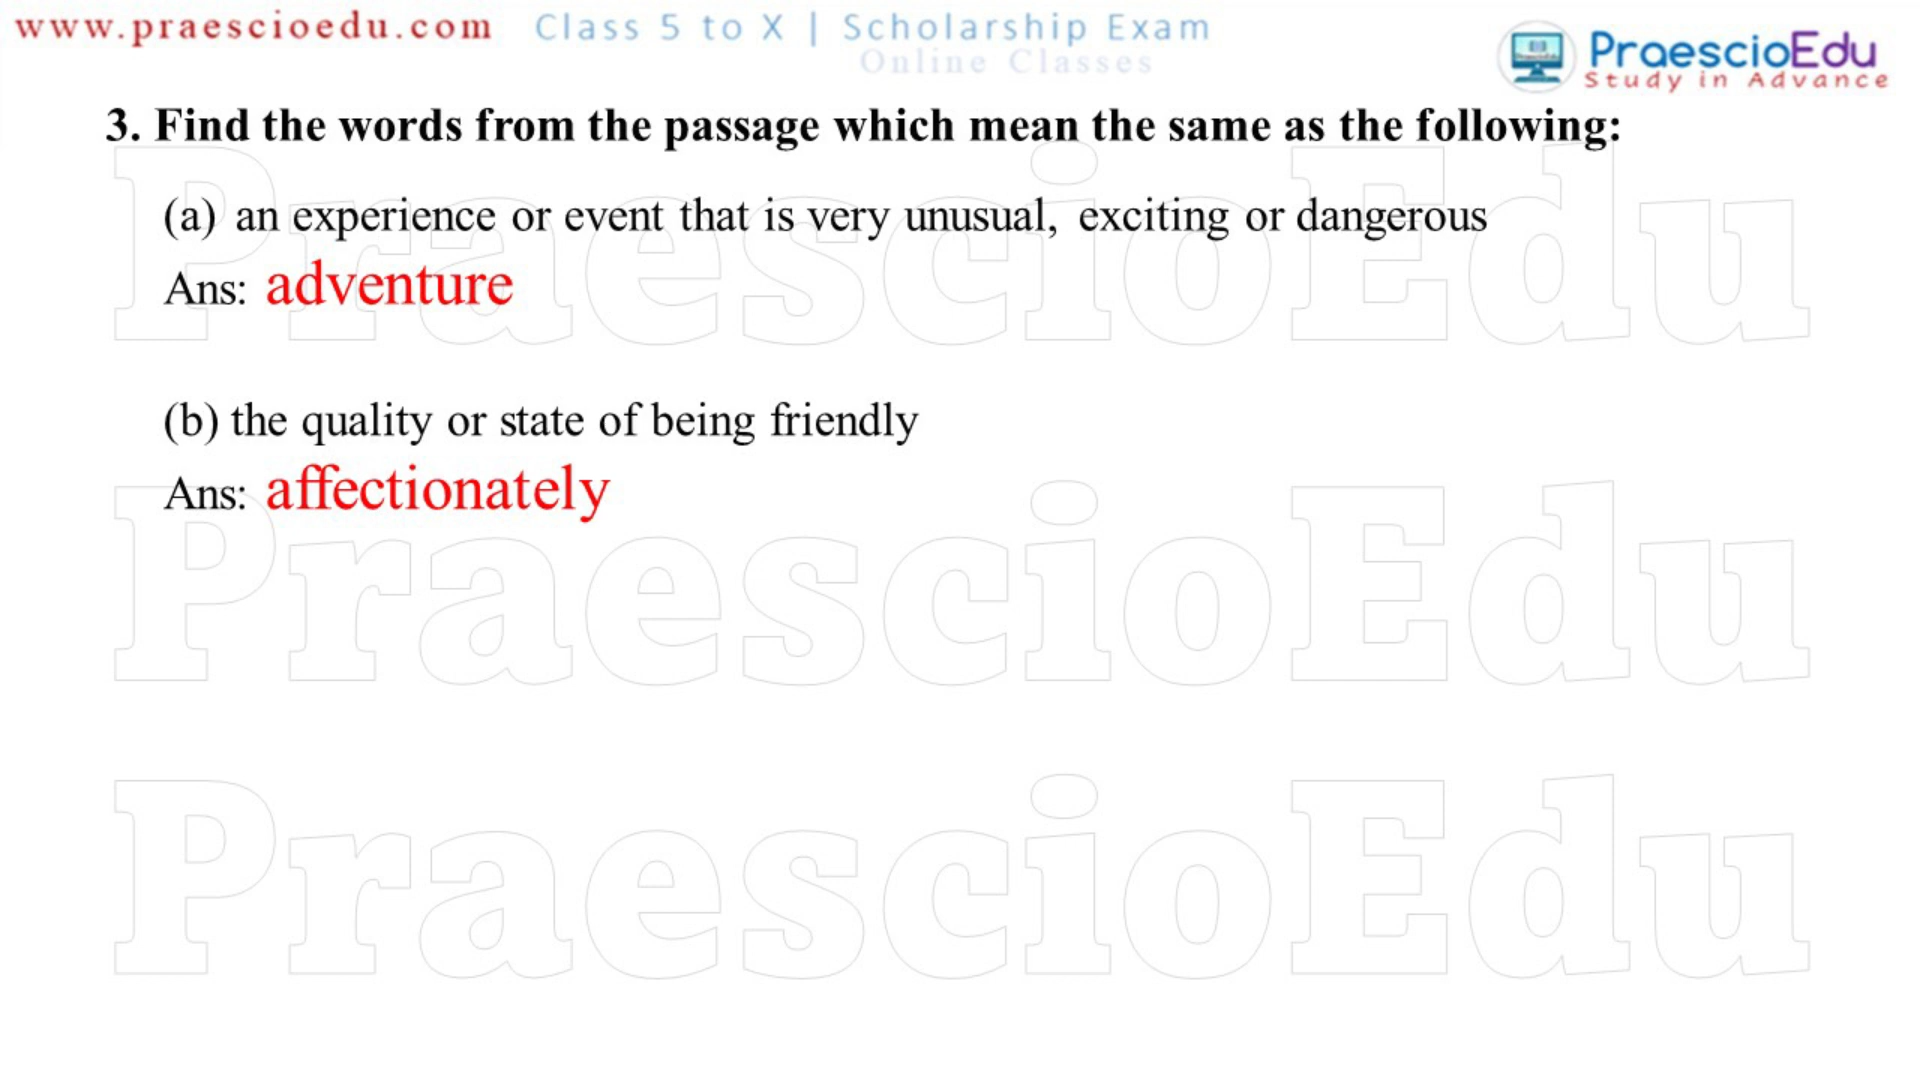 www.praescioedu.com Class 5 to X | Scholarship Exam
Online Classes
PraescioEdu
Study in Advance
3. Find the words from the passage which mean the same as the following:
(a) an experience or event that is very unusual, exciting or dangerous
Ans: adventure
(b) the quality or state of being friendly
Ans: affectionately
PraescioEdu
PraescioEdu
PraescioEdu